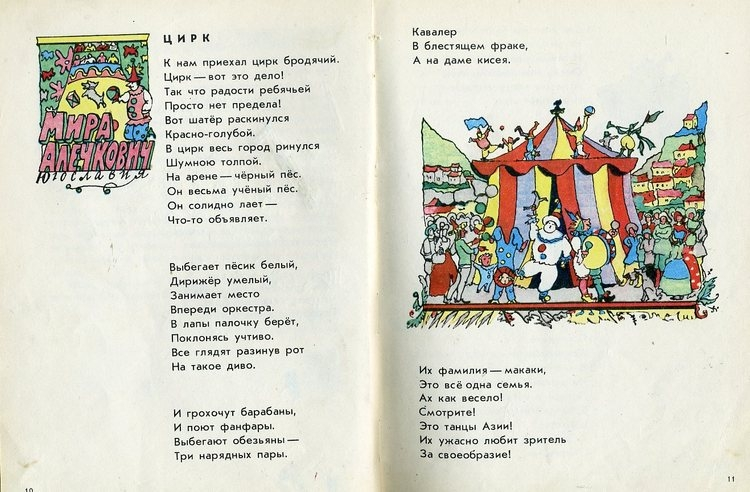 МИРА
АЛЕЧКОВИЧ
ЮГОСЛАВИЯ
ЦИРК
К нам приехал цирк бродячий.
Цирк — вот это дело!
Так что радости ребячьей
Просто нет предела!
Вот шатёр раскинулся
Красно-голубой.
В цирк весь город ринулся
Шумною толпой.
На арене — чёрный пёс.
Он весьма учёный пёс.
Он солидно лает —
Что-то объявляет.
Выбегает пёсик белый,
Дирижёр умелый,
Занимает место
Впереди оркестра.
В лапы палочку берёт,
Поклонясь учтиво.
Все глядят разинув рот
На такое диво.
И грохочут барабаны,
И поют фанфары.
Выбегают обезьяны —
Три нарядных пары.
10
Кавалер
В блестящем фраке,
А на даме кисея.
Их фамилия — макаки,
Это всё одна семья.
Ах как весело!
Смотрите!
Это танцы Азии!
Их ужасно любит зритель
За своеобразие!
11